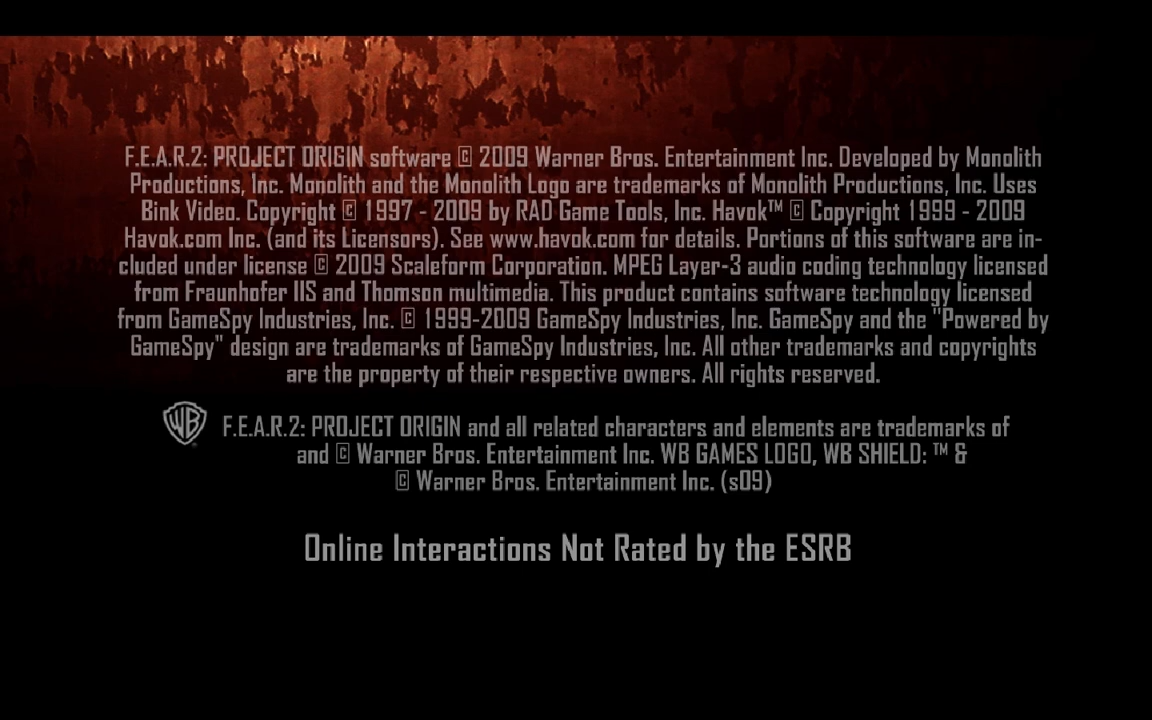 F.E.A.R.2: PROJECT ORIGIN software © 2009 Warner Bros. Entertainment Inc. Developed by Monolith
Productions, Inc. Monolith and the Monolith Logo are trademarks of Monolith Productions, Inc. Uses
Bink Video. Copyright © 1997 - 2009 by RAD Game Tools, Inc. Havok™ © Copyright 1999 - 2009
Havok.com Inc. (and its Licensors). See www.havok.com for details. Portions of this software are in-
cluded under license © 2009 Scaleform Corporation. MPEG Layer-3 audio coding technology licensed
from Fraunhofer IIS and Thomson multimedia. This product contains software technology licensed
from GameSpy Industries, Inc. © 1999-2009 GameSpy Industries, Inc. GameSpy and the "Powered by
GameSpy" design are trademarks of GameSpy Industries, Inc. All other trademarks and copyrights
are the property of their respective owners. All rights reserved.
WB F.E.A.R.2: PROJECT ORIGIN and all related characters and elements are trademarks of
and © Warner Bros. Entertainment Inc. WB GAMES LOGO, WB SHIELD: ™ &
© Warner Bros. Entertainment Inc. (s09)
Online Interactions Not Rated by the ESRB